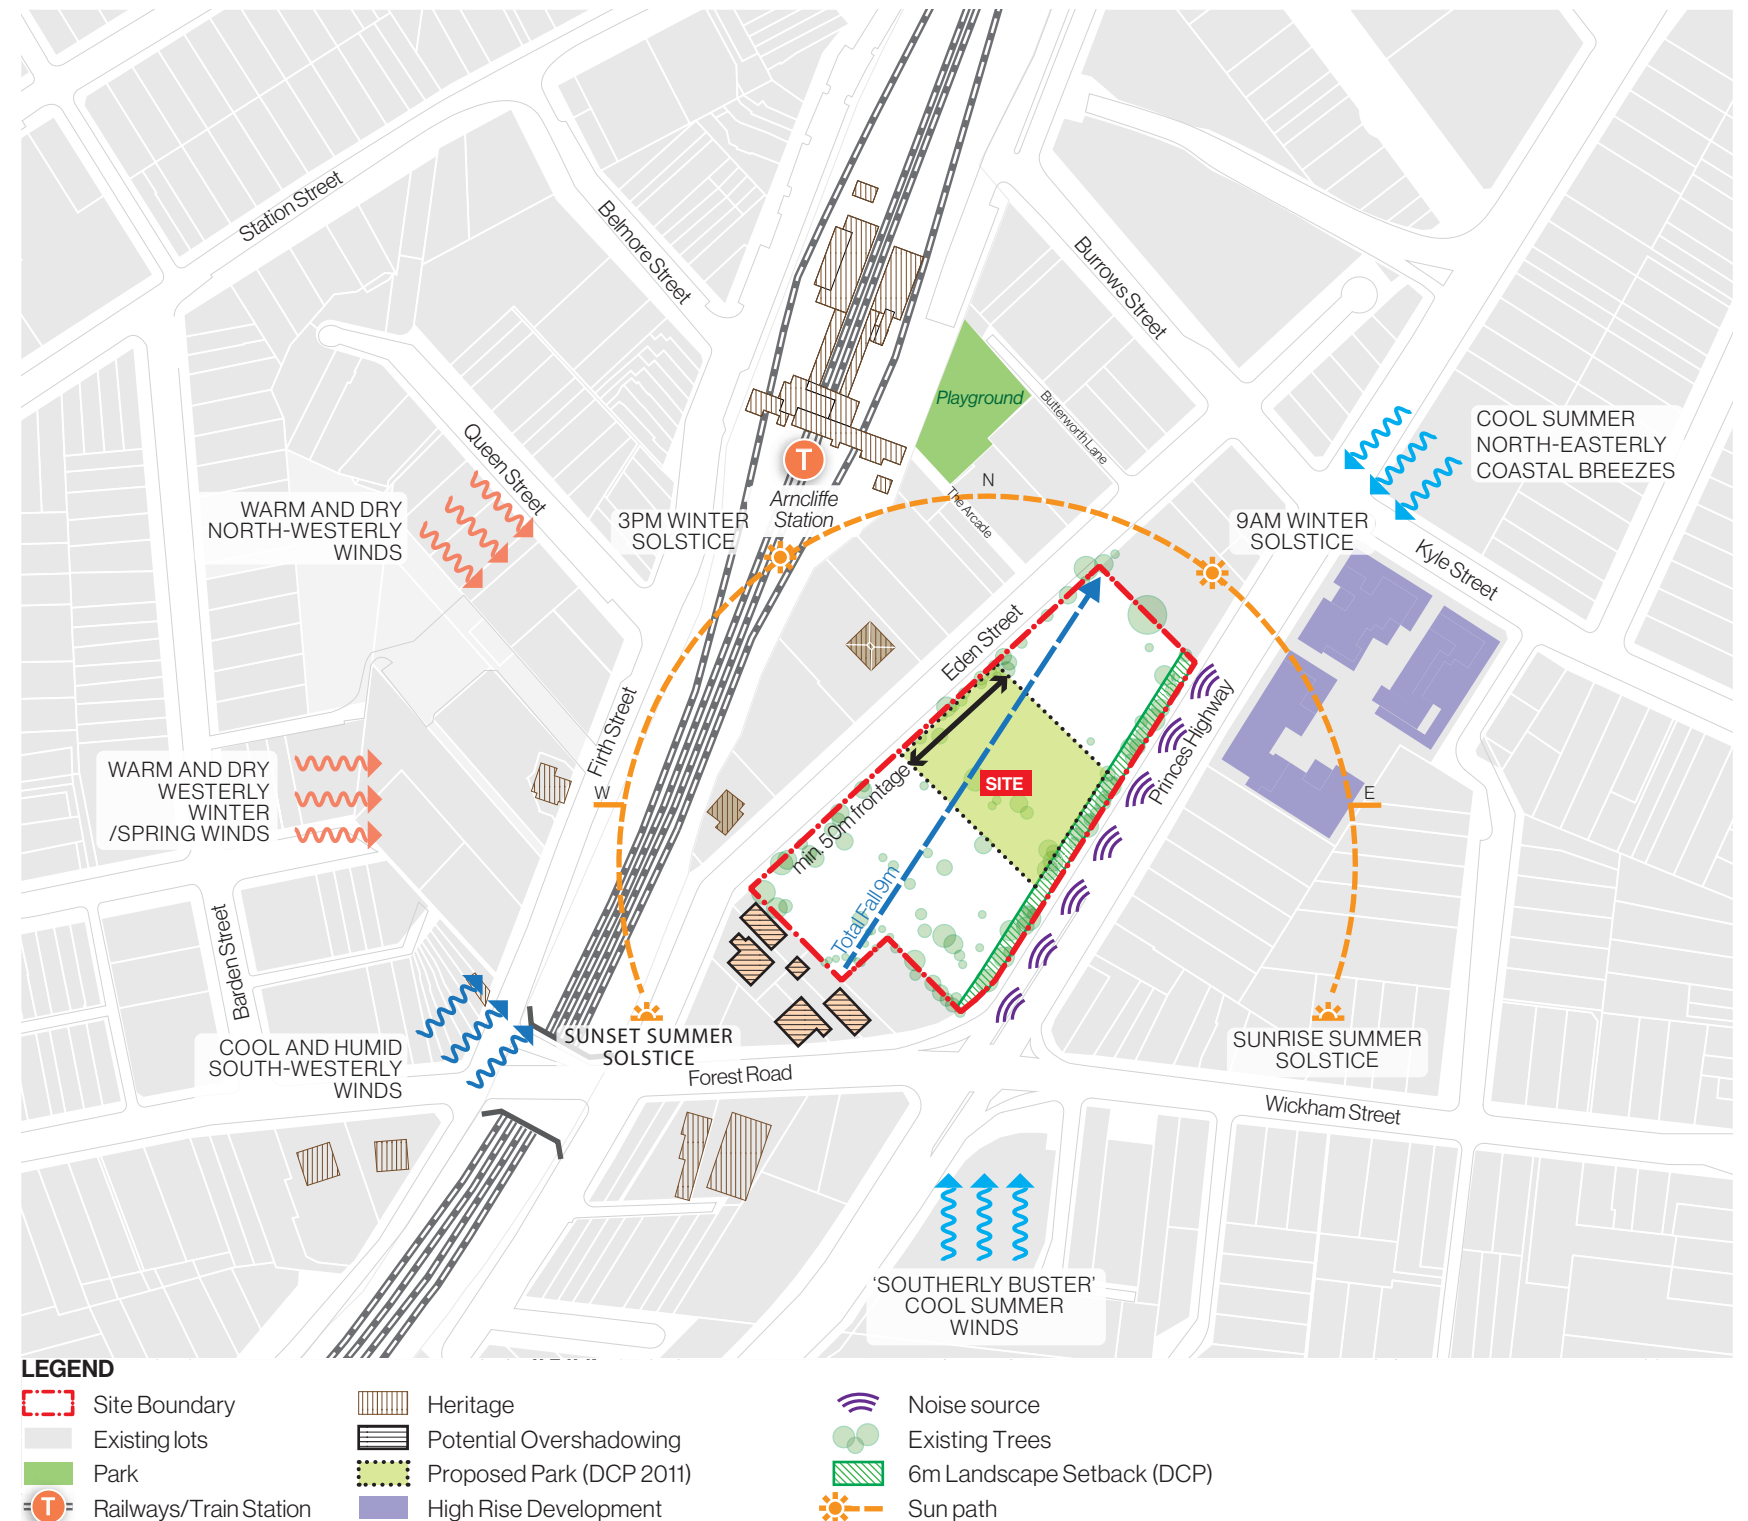 Station Street
Belmore Street
Burrows Street
Playground
Butterworth Lane
The Arcade
Queen Street
T
Arncliffe
Station
N
COOL SUMMER
NORTH-EASTERLY
COASTAL BREEZES
WARM AND DRY
NORTH-WESTERLY
WINDS
3PM WINTER
SOLSTICE
9AM WINTER
SOLSTICE
Kyle Street
Eden Street
Firth Street
Princes Highway
WARM AND DRY
WESTERLY
WINTER
/SPRING WINDS
W
SITE
E
min. 50m frontage
Total Fall 9m
Barden Street
COOL AND HUMID
SOUTH-WESTERLY
WINDS
SUNSET SUMMER
SOLSTICE
SUNRISE SUMMER
SOLSTICE
Forest Road
Wickham Street
‘SOUTHERLY BUSTER’
COOL SUMMER
WINDS
LEGEND
Site Boundary
Existing lots
Park
T
Railways/Train Station
Heritage
Potential Overshadowing
Proposed Park (DCP 2011)
High Rise Development
Noise source
Existing Trees
6m Landscape Setback (DCP)
Sun path